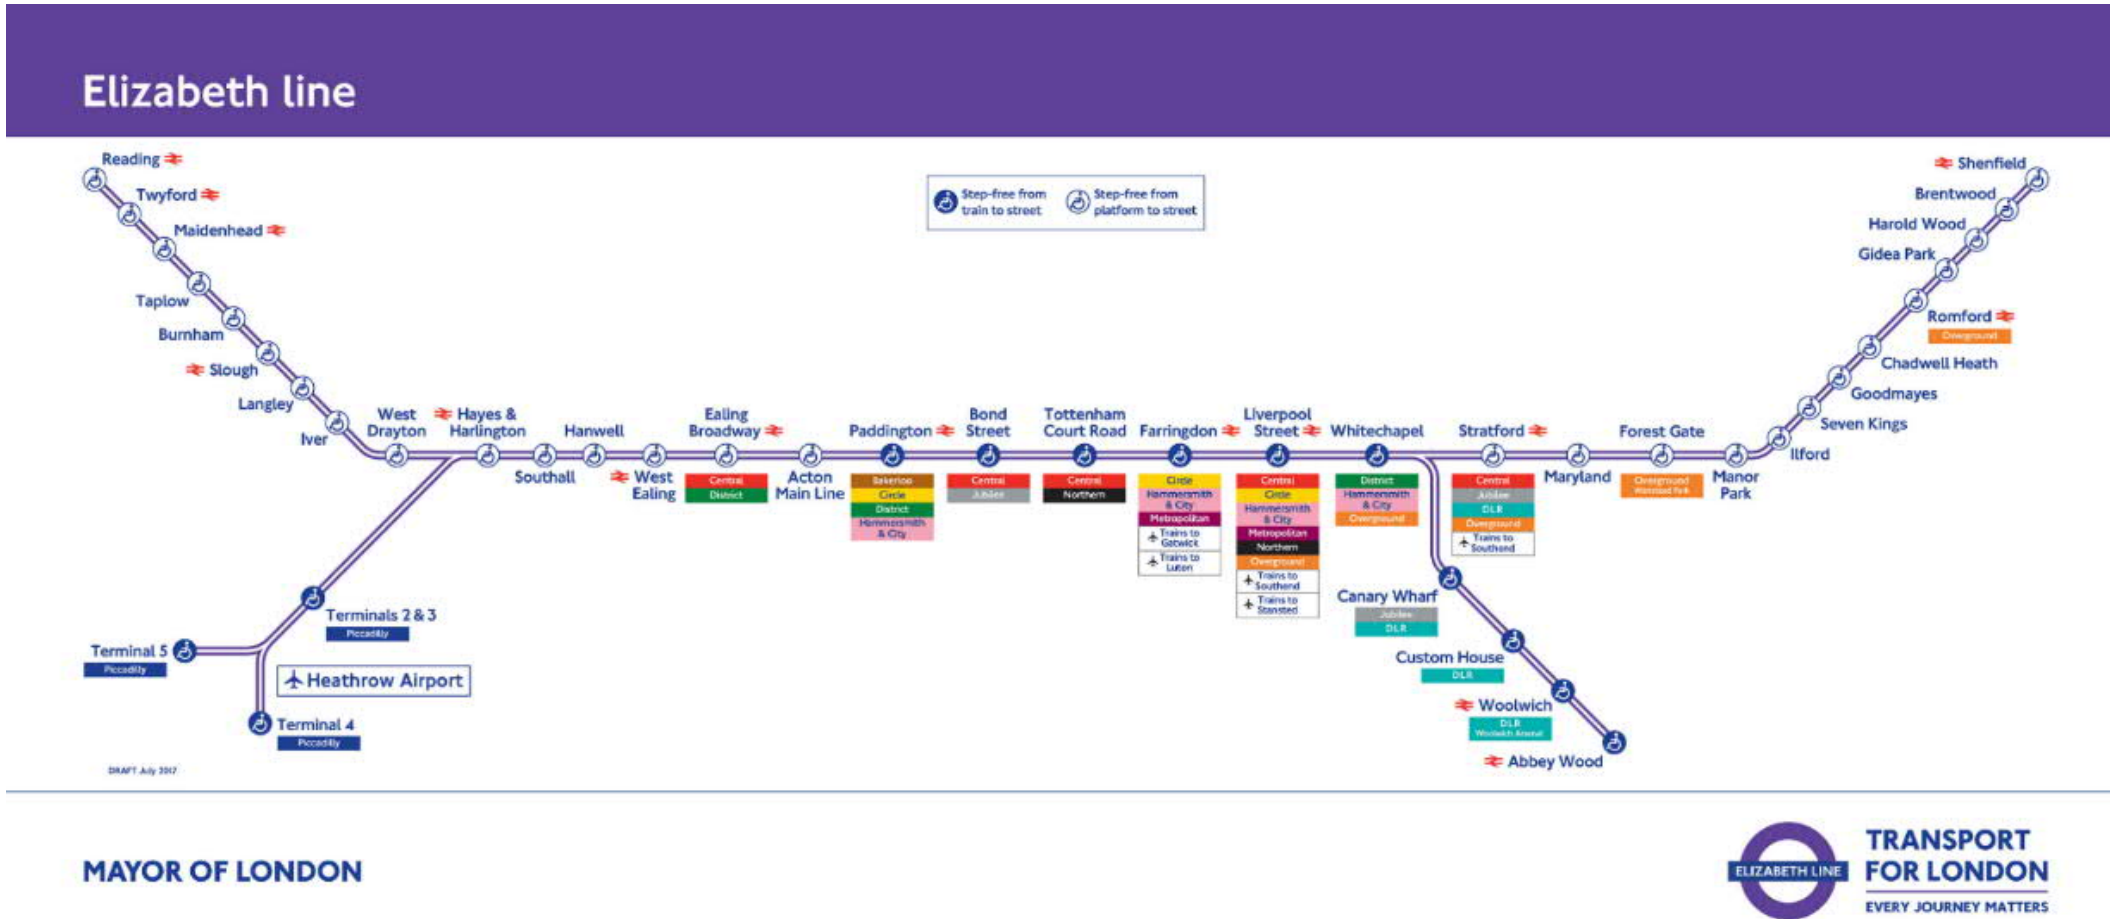 Elizabeth line
Reading
Twyford
Maidenhead
Taplow
Burnham
Slough
Langley
Iver
Step-free from
train to street
Step-free from
platform to street
Shenfield
Brentwood
Harold Wood
Gidea Park
Romford
Overground
Chadwell Heath
Goodmayes
Seven Kings
Ilford
West
Drayton
Hayes &
Harlington
Southall
Hanwell
West
Ealing
Ealing
Broadway
Central
District
Acton
Main Line
Paddington
Bakerloo
Circle
District
Hammersmith
& City
Bond
Street
Central
Jubilee
Tottenham
Court Road
Central
Northern
Farringdon
Circle
Hammersmith
& City
Metropolitan
Trains to
Gatwick
Trains to
Luton
Liverpool
Street
Central
Circle
Hammersmith
& City
Metropolitan
Northern
Overground
Trains to
Southend
Trains to
Stansted
Whitechapel
District
Hammersmith
& City
Overground
Stratford
Central
Jubilee
DLR
Overground
Trains to
Southend
Maryland
Forest Gate
Overground
Wanstead Park
Manor
Park
Canary Wharf
Jubilee
DLR
Custom House
DLR
Woolwich
DLR
Woolwich Arsenal
Abbey Wood
Terminals 2 & 3
Piccadilly
Terminal 5
Piccadilly
Heathrow Airport
Terminal 4
Piccadilly
DRAFT July 2017
MAYOR OF LONDON
ELIZABETH LINE
TRANSPORT
FOR LONDON
EVERY JOURNEY MATTERS